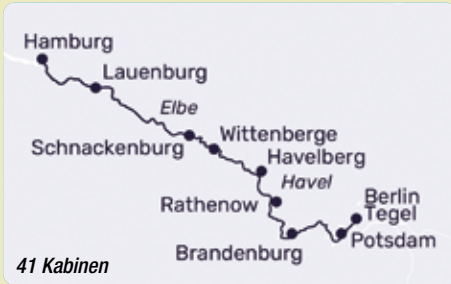 Hamburg
Lauenburg
Elbe
Schnackenburg
Wittenberge
Havelberg
Havel
Rathenow
Berlin
Tegel
Brandenburg
Potsdam
41 Kabinen